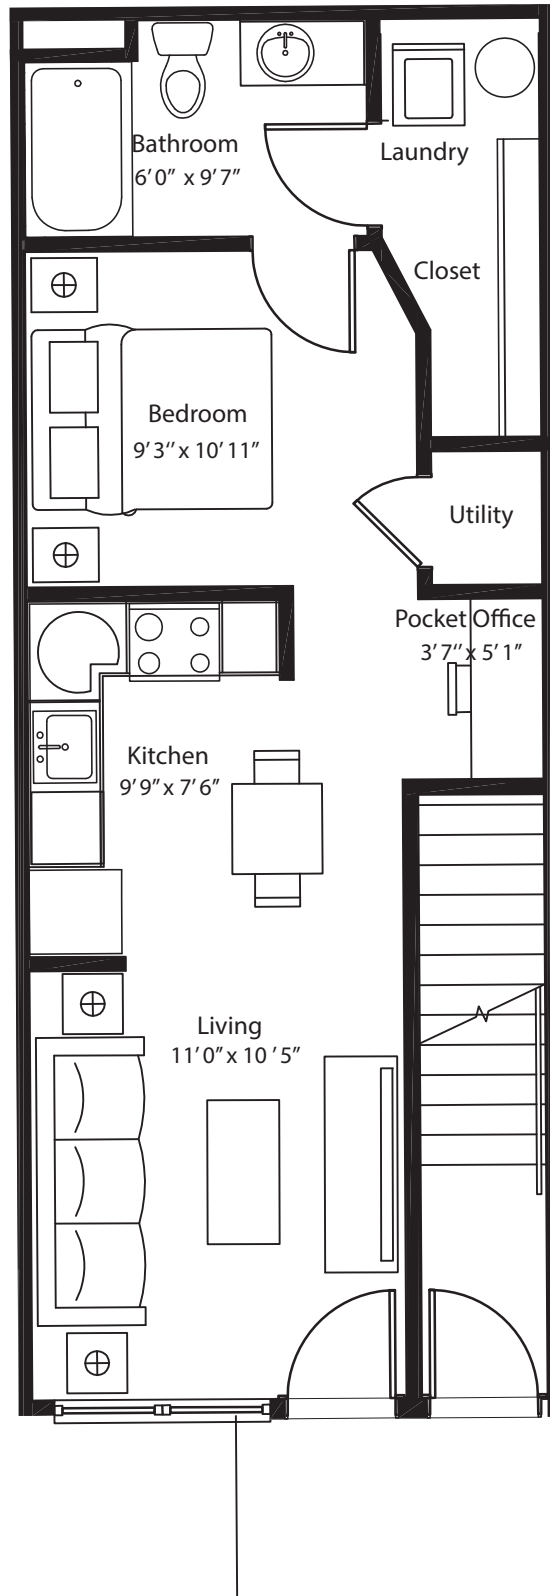 Bathroom
6'0" x 9'7"
Laundry
Closet
Bedroom
9'3'' x 10'11”
Utility
Pocket Office
3'7'' x 5'1”
Kitchen
9'9” x 7'6”
Living
11'0” x 10 '5”